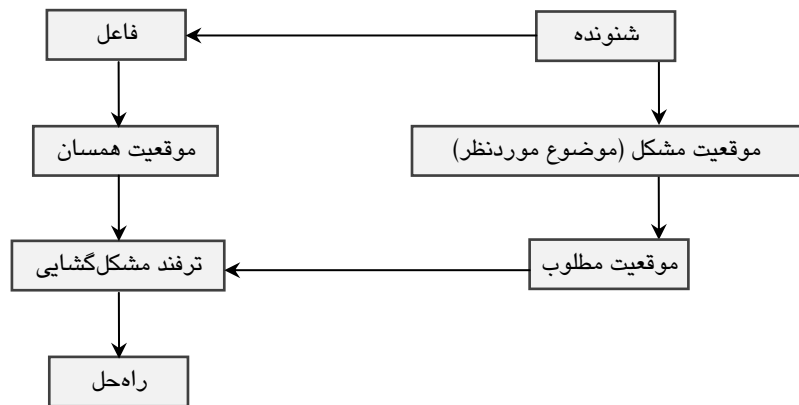 شنونده
فاعل
موقعیت مشکل (موضوع موردنظر)
موقعیت همسان
موقعیت مطلوب
ترفند مشکل‌گشایی
راه‌حل